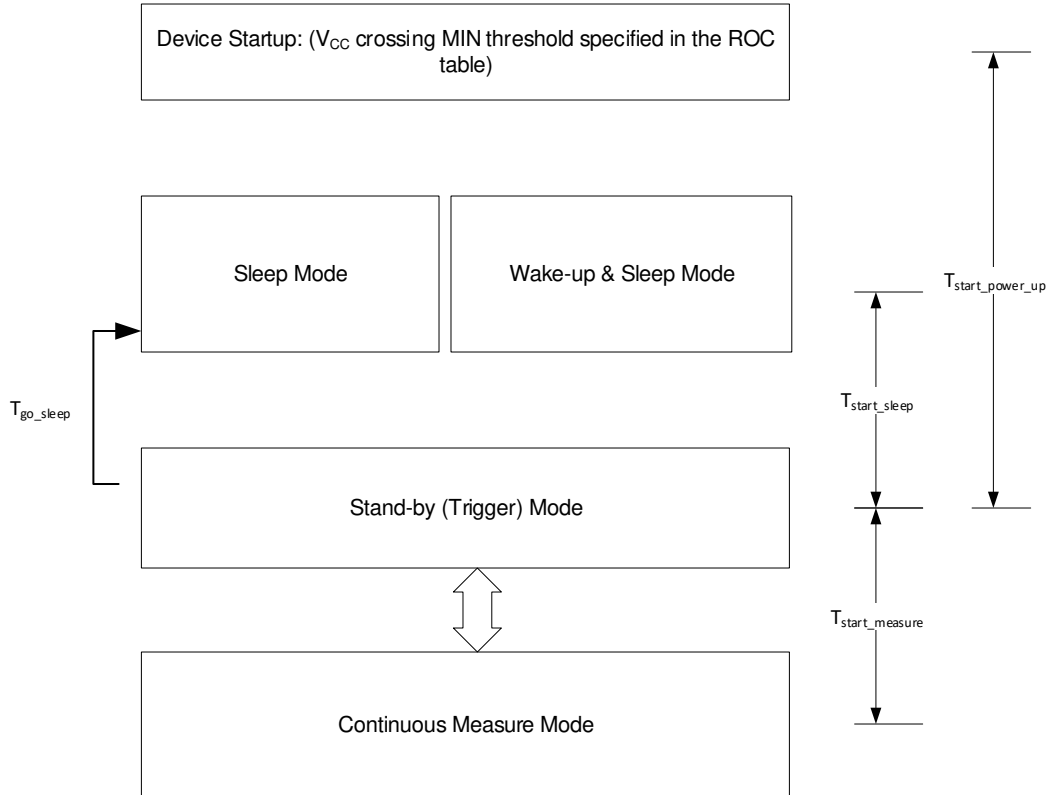 Device Startup: (VCC crossing MIN threshold specified in the ROC
table)
Sleep Mode
Wake-up & Sleep Mode
Tstart_power_up
Tgo_sleep
Tstart_sleep
Stand-by (Trigger) Mode
Tstart_measure
Continuous Measure Mode